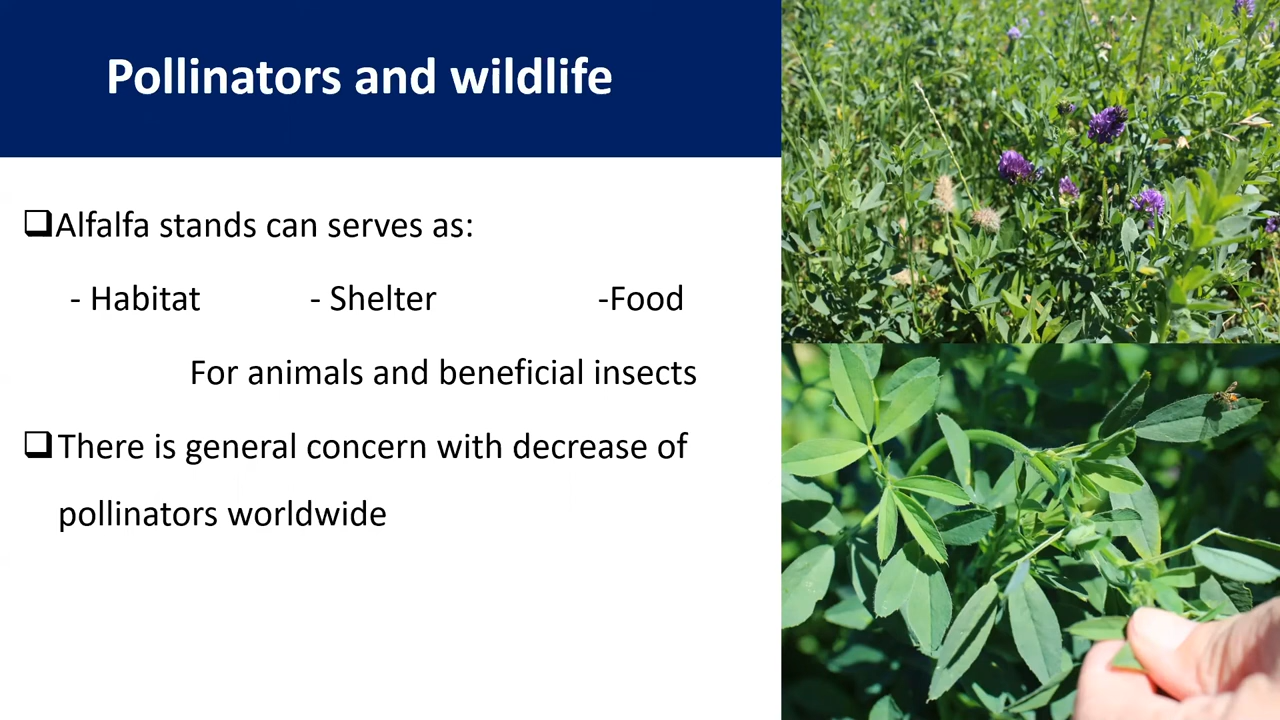 Pollinators and wildlife
❑Alfalfa stands can serves as:
- Habitat - Shelter -Food
For animals and beneficial insects
❑There is general concern with decrease of
pollinators worldwide